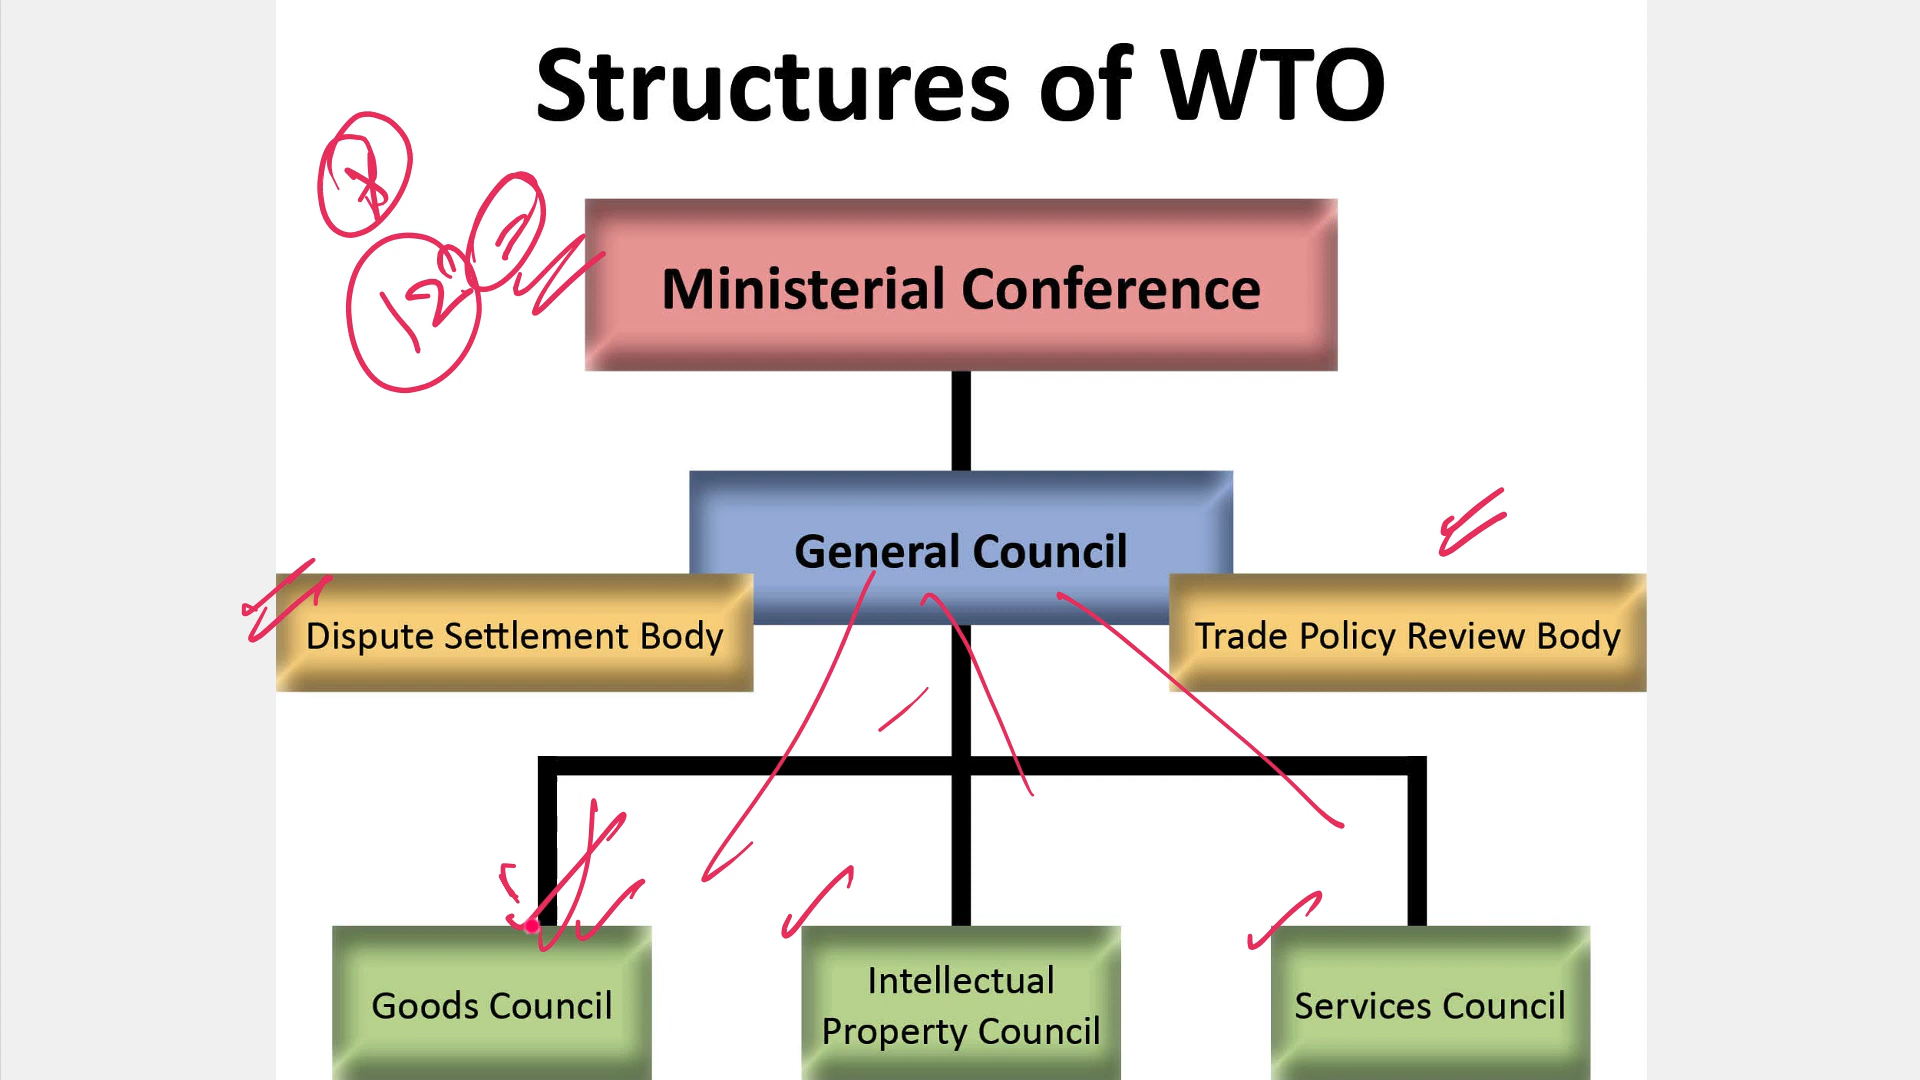 Structures of WTO
12
Ministerial Conference
General Council
Dispute Settlement Body
Trade Policy Review Body
Goods Council
Intellectual
Property Council
Services Council